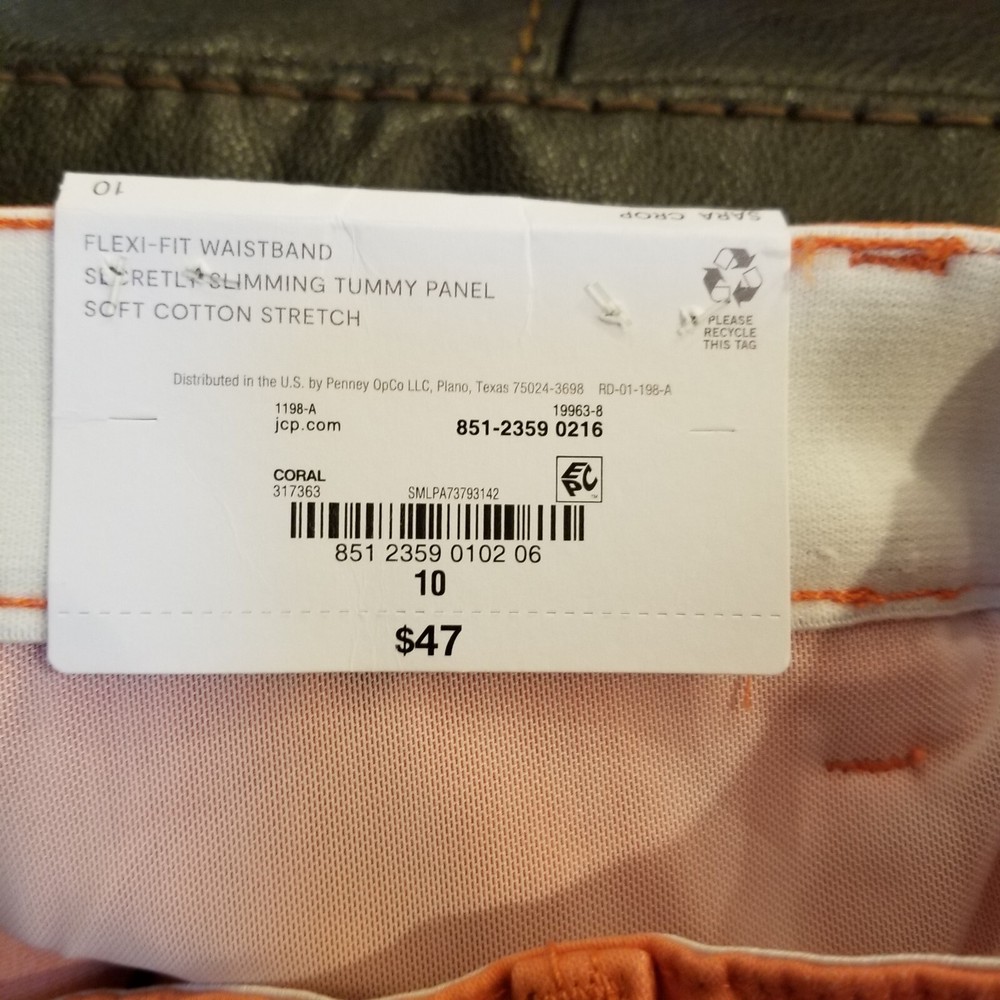 10
SARA CROP
FLEXI-FIT WAISTBAND
SECRETLY SLIMMING TUMMY PANEL
SOFT COTTON STRETCH
PLEASE
RECYCLE
THIS TAG
Distributed in the U.S. by Penney OpCo LLC, Plano, Texas 75024-3698 RD-01-198-A
1198-A 19963-8
jcp.com 851-2359 0216
EPC™
CORAL
317363 SMLPA73793142
851 2359 0102 06
10
$47